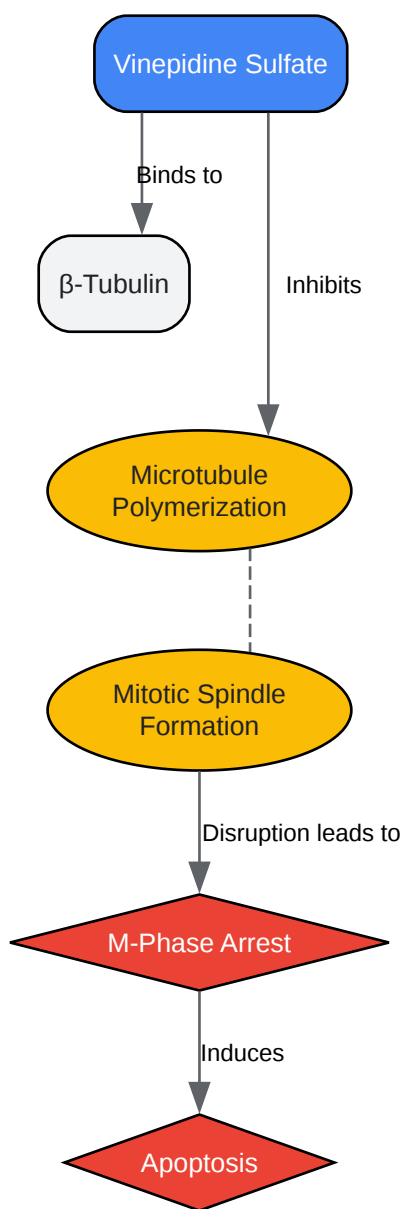 Vinepidine Sulfate
Binds to
β-Tubulin
Inhibits
Microtubule
Polymerization
Mitotic Spindle
Formation
Disruption leads to
M-Phase Arrest
Induces
Apoptosis